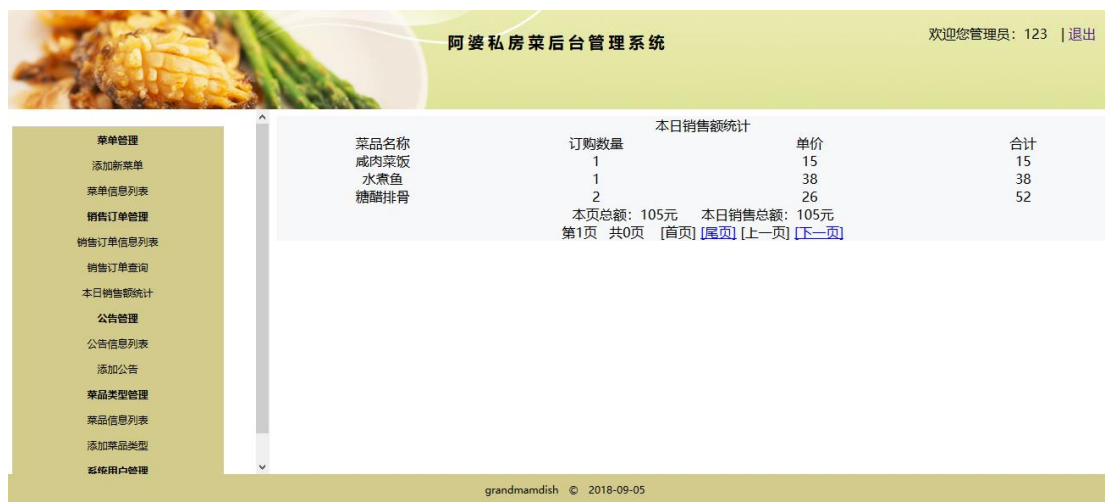 阿婆私房菜后台管理系统
欢迎您管理员：123 |退出
菜单管理
添加新菜单
菜单信息列表
销售订单管理
销售订单信息列表
销售订单查询
本日销售额统计
公告管理
公告信息列表
添加公告
菜品类型管理
菜品信息列表
添加菜品类型
系统用户管理
本日销售额统计
菜品名称 订购数量 单价 合计
咸肉菜饭 1 15 15
水煮鱼 1 38 38
糖醋排骨 2 26 52
本页总额：105元 本日销售总额：105元
第1页 共0页 [首页] [尾页] [上一页] [下一页]
grandmamdish © 2018-09-05